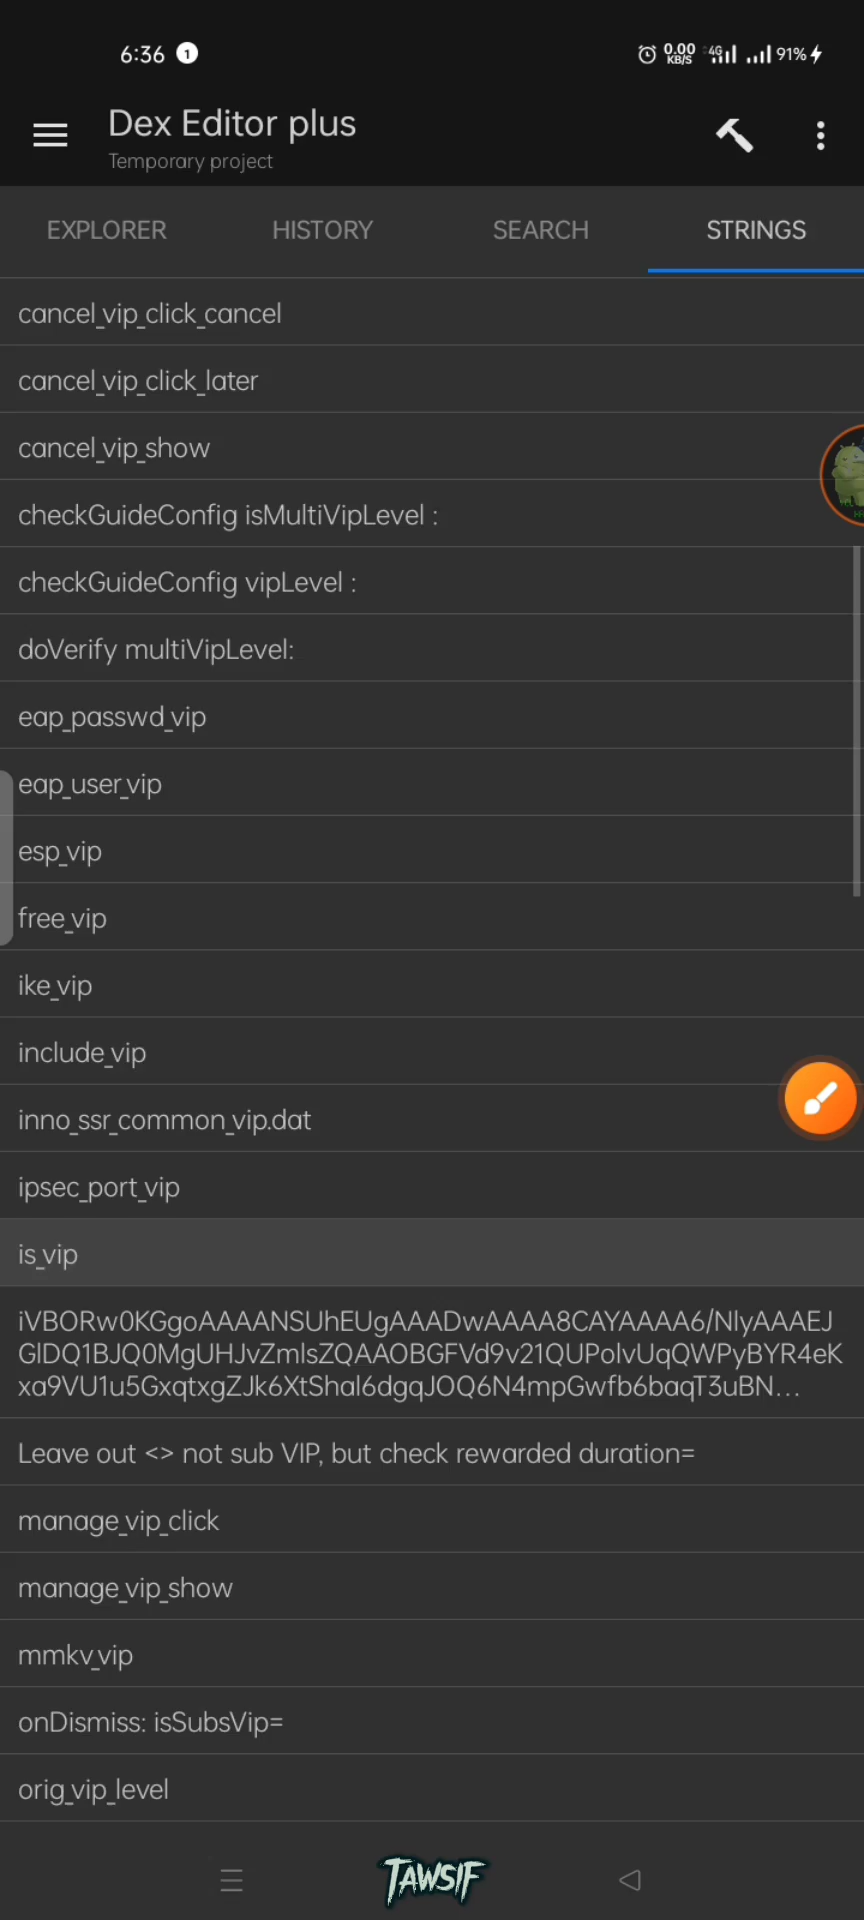 6:36 1 0.00 KB/S 4G 91%
Dex Editor plus
Temporary project
EXPLORER HISTORY SEARCH STRINGS
cancel_vip_click_cancel
cancel_vip_click_later
cancel_vip_show
checkGuideConfig isMultiVipLevel :
checkGuideConfig vipLevel :
doVerify multiVipLevel:
eap_passwd_vip
eap_user_vip
esp_vip
free_vip
ike_vip
include_vip
inno_ssr_common_vip.dat
ipsec_port_vip
is_vip
iVBORw0KGgoAAAANSUhEUgAAADwAAAA8CAYAAAA6/NlyAAAEJ
GlDQ1BJQ0MgUHJvZmlsZQAAOBGFVd9v21QUPolvUqQWPyBYR4eK
xa9VU1u5GxqtxgZJk6XtShal6dgqJOQ6N4mpGwfb6baqT3uBN...
Leave out <> not sub VIP, but check rewarded duration=
manage_vip_click
manage_vip_show
mmkv_vip
onDismiss: isSubsVip=
orig_vip_level
TAWSIF